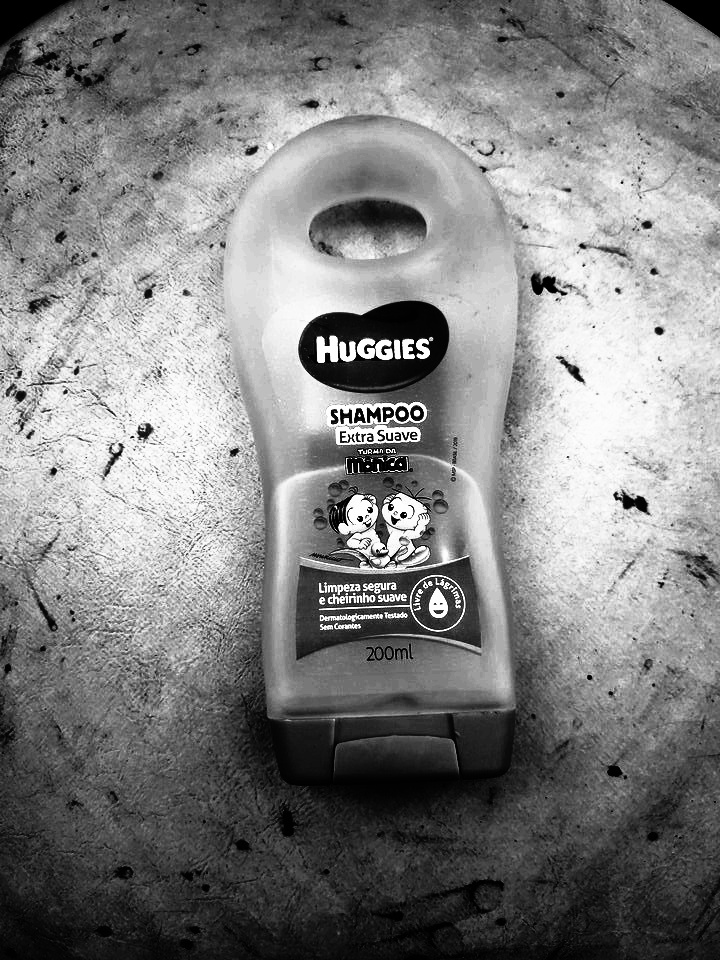 HUGGIES®
SHAMPOO
Extra Suave
TURMA DA
Mônica
Limpeza segura
e cheirinho suave
Livre de Lágrimas
Dermatologicamente Testado
Sem Corantes
200ml